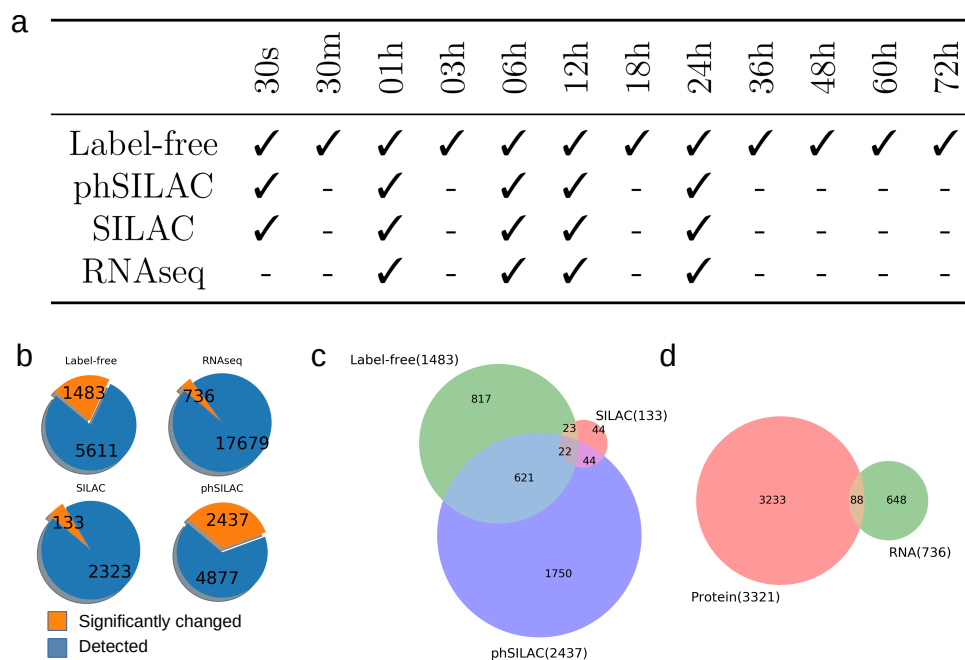 a
30s 30m 01h 03h 06h 12h 18h 24h 36h 48h 60h 72h
Label-free ✓ ✓ ✓ ✓ ✓ ✓ ✓ ✓ ✓ ✓ ✓ ✓
phSILAC ✓ - ✓ - ✓ ✓ - ✓ - - - -
SILAC ✓ - ✓ - ✓ ✓ - ✓ - - - -
RNAseq - - ✓ - ✓ ✓ - ✓ - - - -
b
Label-free
1483
5611
RNAseq
736
17679
SILAC
133
2323
phSILAC
2437
4877
Significantly changed
Detected
c
Label-free(1483)
817
SILAC(133)
23
44
22
44
621
1750
phSILAC(2437)
d
3233
88
648
RNA(736)
Protein(3321)